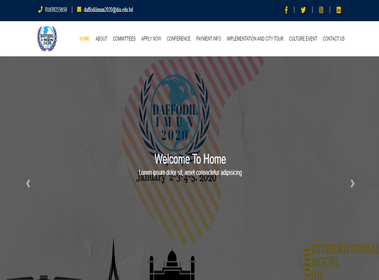 daffodilimun2020@diu.edu.bd
HOME ABOUT COMMITTEES APPLY NOW CONFERENCE PAYMENT INFO IMPLEMENTATION AND CITY TOUR CULTURE EVENT CONTACT US
DAFFODIL
IMUN
2020
Welcome To Home
Lorem ipsum dolor sit, amet consectetur adipisicing
January 2-3-4-5, 2020
INTERNATIONAL
MODEL
UN